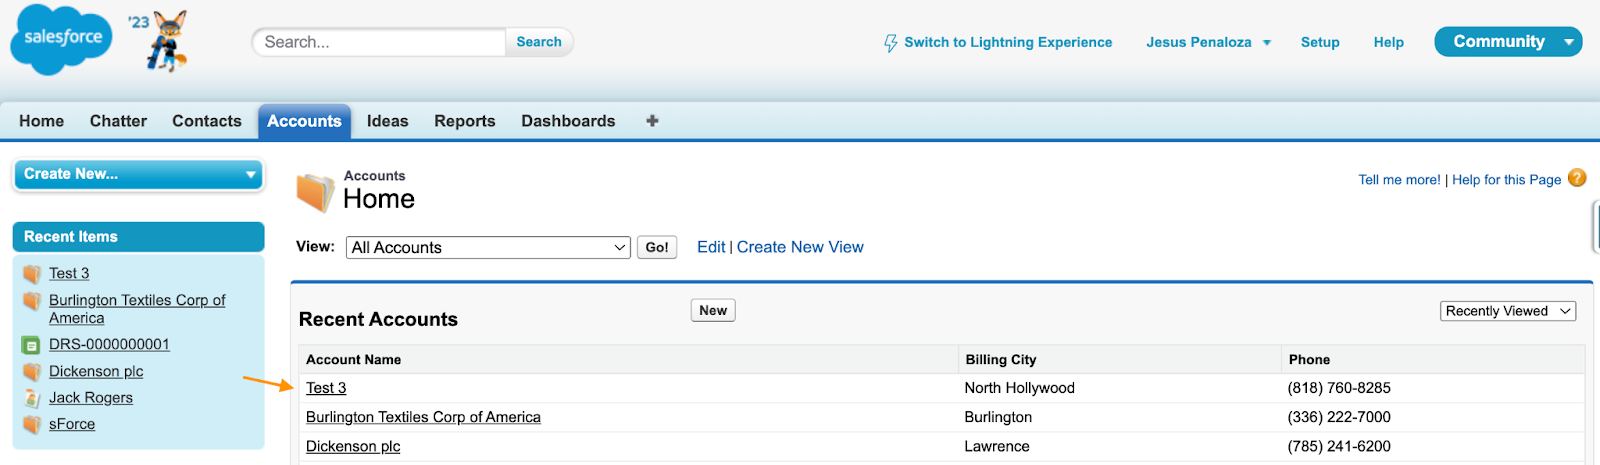 salesforce '23 Search... Search Switch to Lightning Experience Jesus Penaloza Setup Help Community
Home Chatter Contacts Accounts Ideas Reports Dashboards +
Create New...
Recent Items
Test 3
Burlington Textiles Corp of
America
DRS-0000000001
Dickenson plc
Jack Rogers
sForce
Accounts
Home
Tell me more! | Help for this Page ?
View: All Accounts Go! Edit | Create New View
Recent Accounts New Recently Viewed
Account Name Billing City Phone
Test 3 North Hollywood (818) 760-8285
Burlington Textiles Corp of America Burlington (336) 222-7000
Dickenson plc Lawrence (785) 241-6200